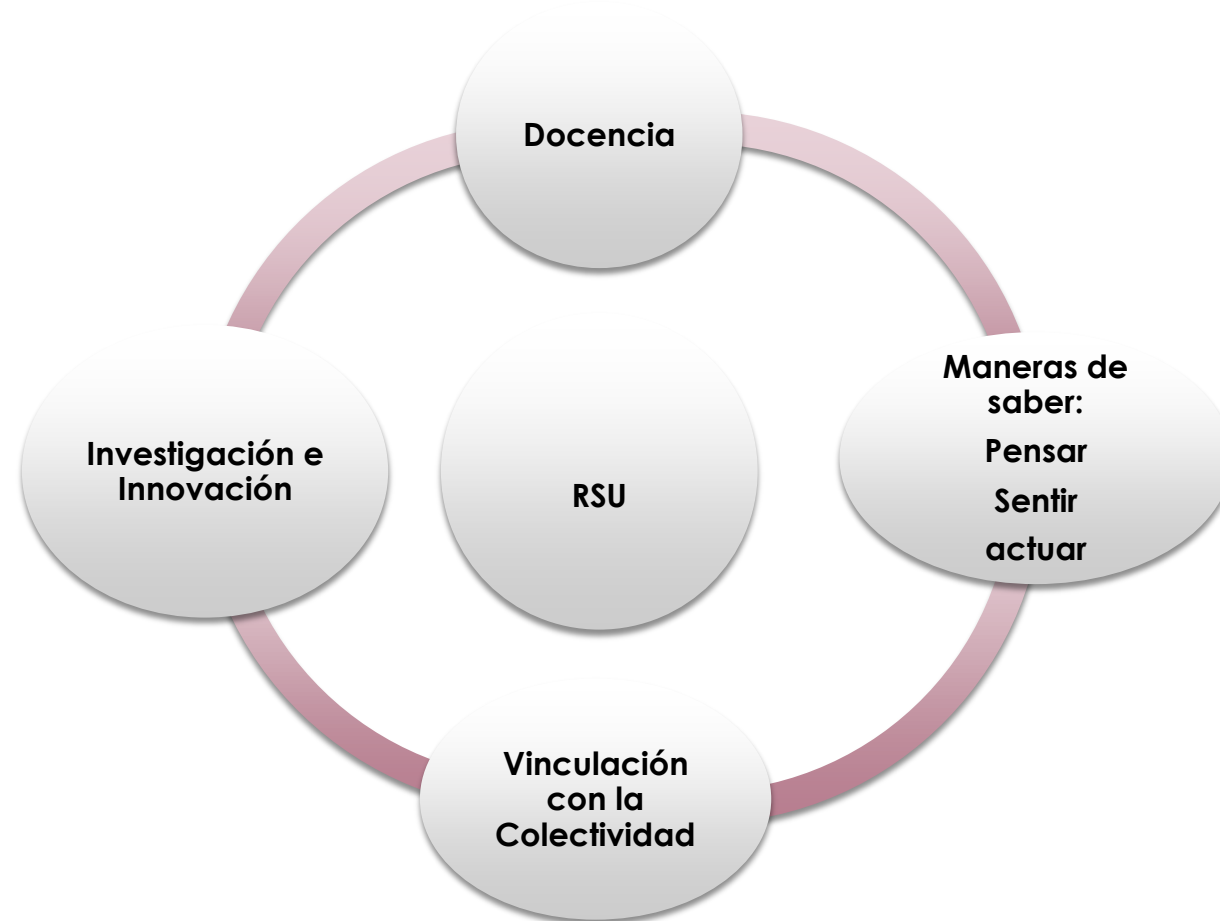 Docencia
Maneras de
saber:
Pensar
Sentir
actuar
Investigación e
Innovación
RSU
Vinculación
con la
Colectividad